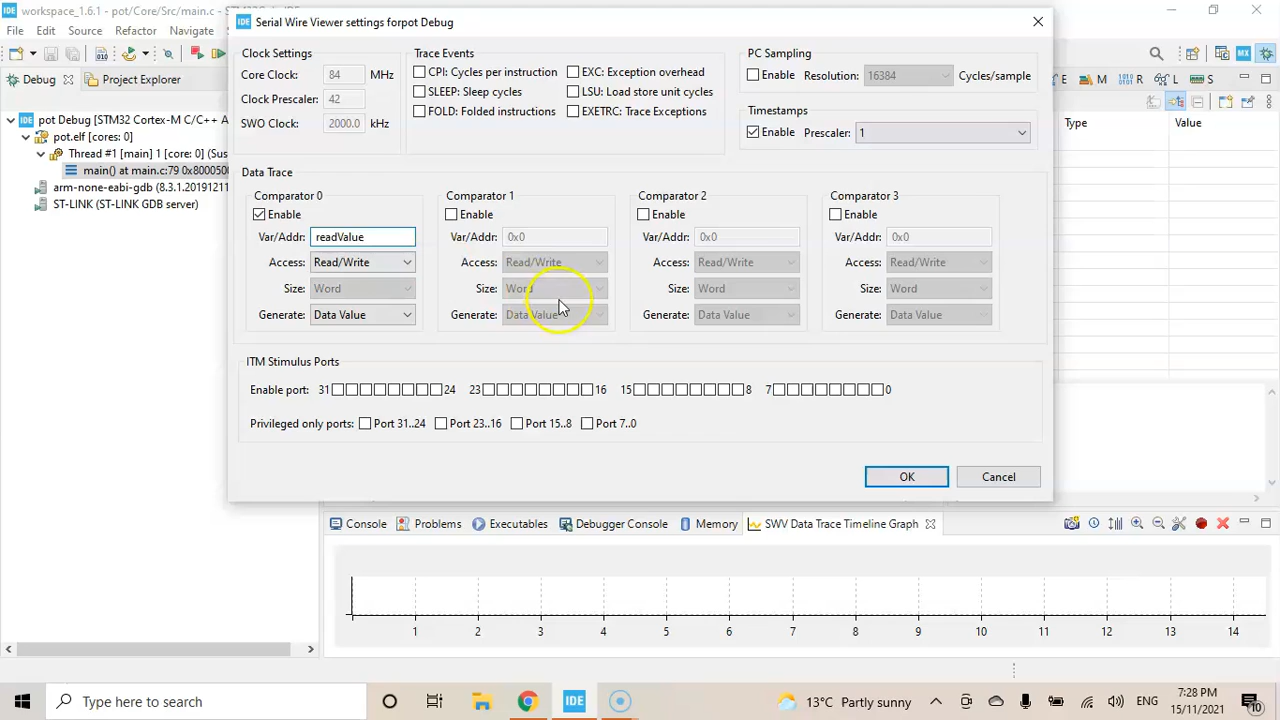 IDE workspace_1.6.1 - pot/Core/Src/main.c -
File Edit Source Refactor Navigate
Debug Project Explorer
pot Debug [STM32 Cortex-M C/C++ A
pot.elf [cores: 0]
Thread #1 [main] 1 [core: 0] (Sus
main() at main.c:79 0x8000500
arm-none-eabi-gdb (8.3.1.20191211
ST-LINK (ST-LINK GDB server)
IDE Serial Wire Viewer settings forpot Debug
Clock Settings
Core Clock: 84 MHz
Clock Prescaler: 42
SWO Clock: 2000.0 kHz
Trace Events
CPI: Cycles per instruction EXC: Exception overhead
SLEEP: Sleep cycles LSU: Load store unit cycles
FOLD: Folded instructions EXETRC: Trace Exceptions
PC Sampling
Enable Resolution: 16384 Cycles/sample
Timestamps
Enable Prescaler: 1
Data Trace
Comparator 0 Comparator 1 Comparator 2 Comparator 3
Enable Enable Enable Enable
Var/Addr: readValue Var/Addr: 0x0 Var/Addr: 0x0 Var/Addr: 0x0
Access: Read/Write Access: Read/Write Access: Read/Write Access: Read/Write
Size: Word Size: Word Size: Word Size: Word
Generate: Data Value Generate: Data Value Generate: Data Value Generate: Data Value
ITM Stimulus Ports
Enable port: 31 24 23 16 15 8 7 0
Privileged only ports: Port 31..24 Port 23..16 Port 15..8 Port 7..0
OK Cancel
MX
E M R L S
Type Value
Console Problems Executables Debugger Console Memory SWV Data Trace Timeline Graph
1 2 3 4 5 6 7 8 9 10 11 12 13 14
Type here to search
IDE
13°C Partly sunny
ENG
7:28 PM
15/11/2021
10